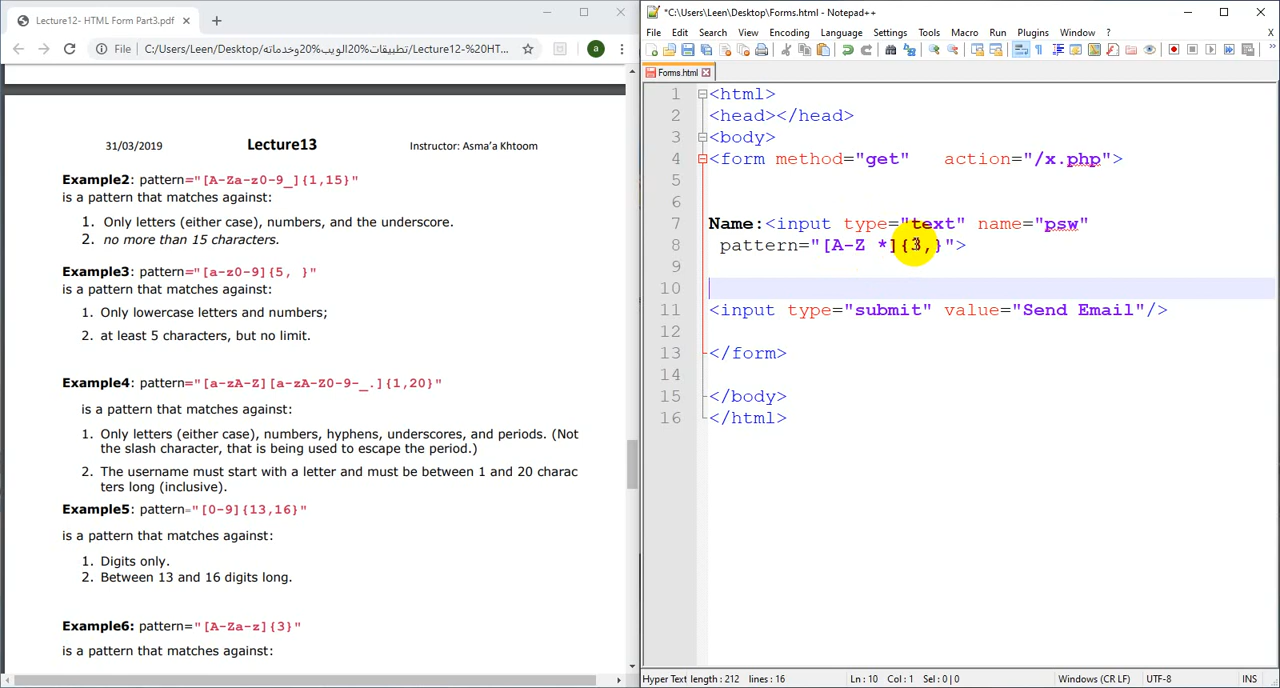 Lecture12- HTML Form Part3.pdf
File
C:/Users/Leen/Desktop/تطبيقات%20الويب%20وخدماته/Lecture12-%20HT...
a
31/03/2019 Lecture13 Instructor: Asma'a Khtoom
Example2: pattern="[A-Za-z0-9_]{1,15}"
is a pattern that matches against:
1. Only letters (either case), numbers, and the underscore.
2. no more than 15 characters.
Example3: pattern="[a-z0-9]{5, }"
is a pattern that matches against:
1. Only lowercase letters and numbers;
2. at least 5 characters, but no limit.
Example4: pattern="[a-zA-Z][a-zA-Z0-9-_.]{1,20}"
is a pattern that matches against:
1. Only letters (either case), numbers, hyphens, underscores, and periods. (Not
the slash character, that is being used to escape the period.)
2. The username must start with a letter and must be between 1 and 20 charac
ters long (inclusive).
Example5: pattern="[0-9]{13,16}"
is a pattern that matches against:
1. Digits only.
2. Between 13 and 16 digits long.
Example6: pattern="[A-Za-z]{3}"
is a pattern that matches against:
*C:\Users\Leen\Desktop\Forms.html - Notepad++
File Edit Search View Encoding Language Settings Tools Macro Run Plugins Window ? X
Forms.html
1 <html>
2 <head></head>
3 <body>
4 <form method="get" action="/x.php">
5
6
7 Name:<input type="text" name="psw"
8 pattern="[A-Z *]{3,}">
9
10
11 <input type="submit" value="Send Email"/>
12
13 </form>
14
15 </body>
16 </html>
Hyper Text length : 212 lines : 16 Ln : 10 Col : 1 Sel : 0 | 0 Windows (CR LF) UTF-8 INS